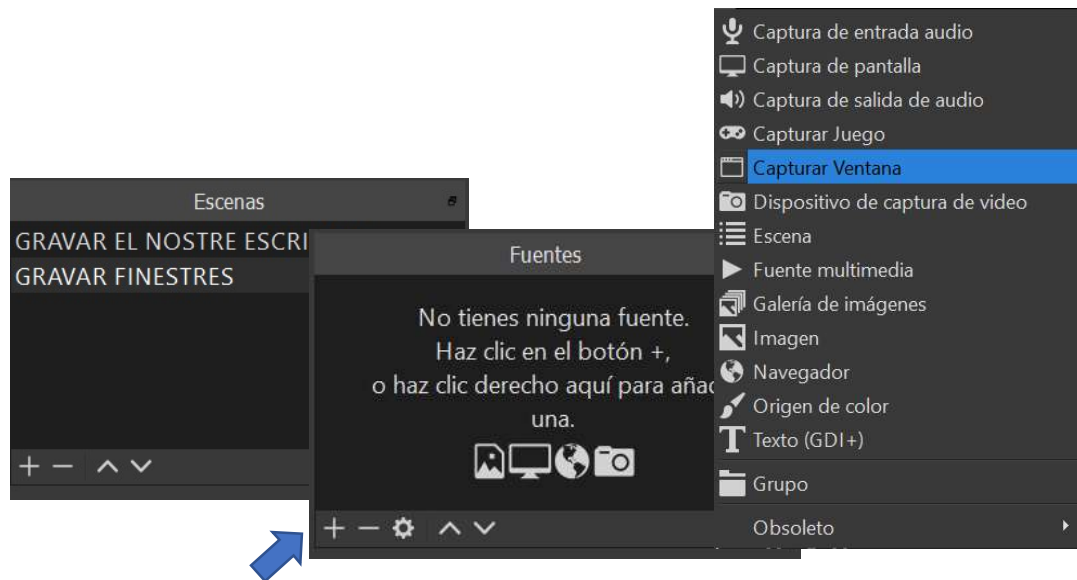 Escenas
GRAVAR EL NOSTRE ESCRI
GRAVAR FINESTRES
Fuentes
No tienes ninguna fuente.
Haz clic en el botón +,
o haz clic derecho aquí para añad
una.
Captura de entrada audio
Captura de pantalla
Captura de salida de audio
Capturar Juego
Capturar Ventana
Dispositivo de captura de video
Escena
Fuente multimedia
Galería de imágenes
Imagen
Navegador
Origen de color
Texto (GDI+)
Grupo
Obsoleto